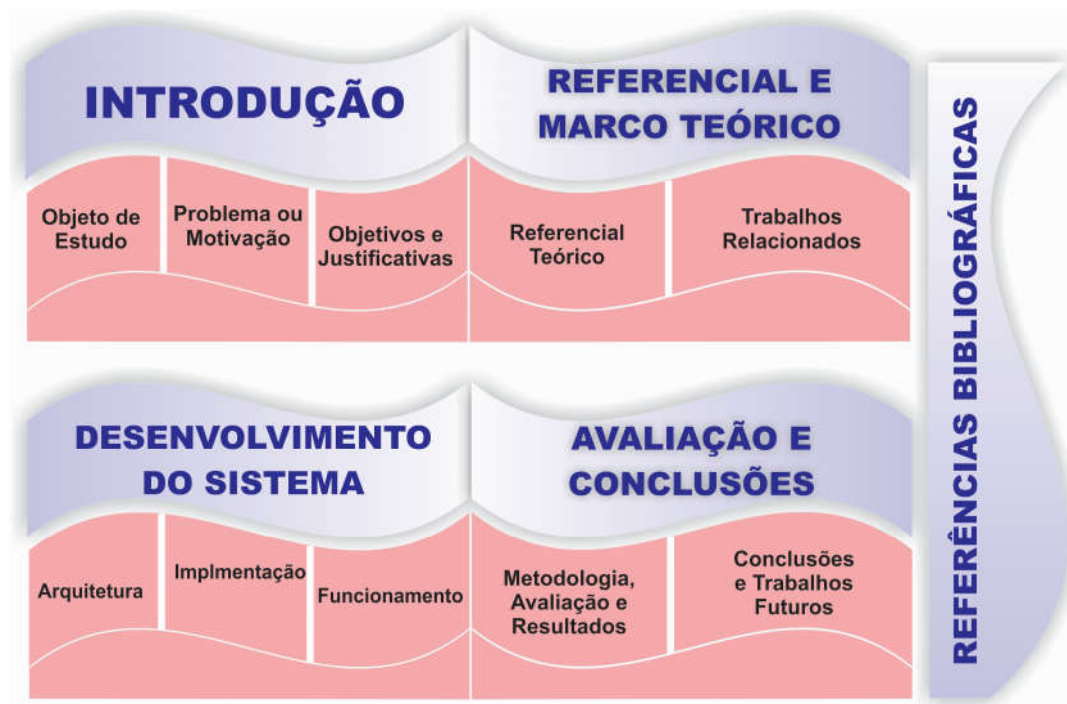 INTRODUÇÃO
REFERENCIAL E
MARCO TEÓRICO
Objeto de
Estudo
Problema ou
Motivação
Objetivos e
Justificativas
Referencial
Teórico
Trabalhos
Relacionados
DESENVOLVIMENTO
DO SISTEMA
AVALIAÇÃO E
CONCLUSÕES
Arquitetura
Implmentação
Funcionamento
Metodologia,
Avaliação e
Resultados
Conclusões
e Trabalhos
Futuros
REFERÊNCIAS BIBLIOGRÁFICAS